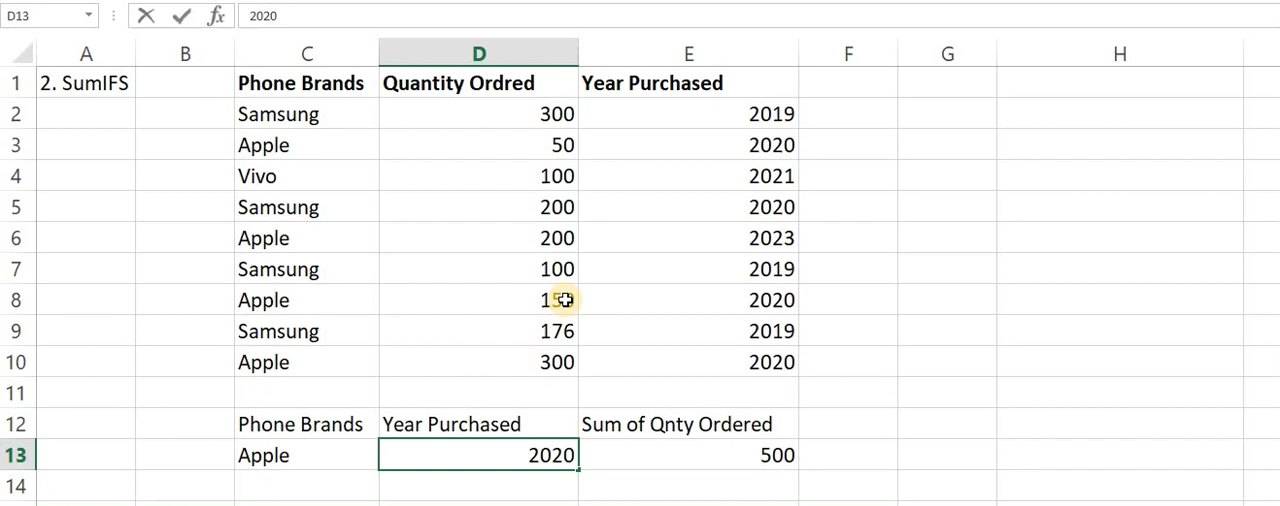 D13 fx 2020
A B C D E F G H
1 2. SumIFS Phone Brands Quantity Ordred Year Purchased
2 Samsung 300 2019
3 Apple 50 2020
4 Vivo 100 2021
5 Samsung 200 2020
6 Apple 200 2023
7 Samsung 100 2019
8 Apple 2020
9 Samsung 176 2019
10 Apple 300 2020
11
12 Phone Brands Year Purchased Sum of Qnty Ordered
13 Apple 2020 500
14